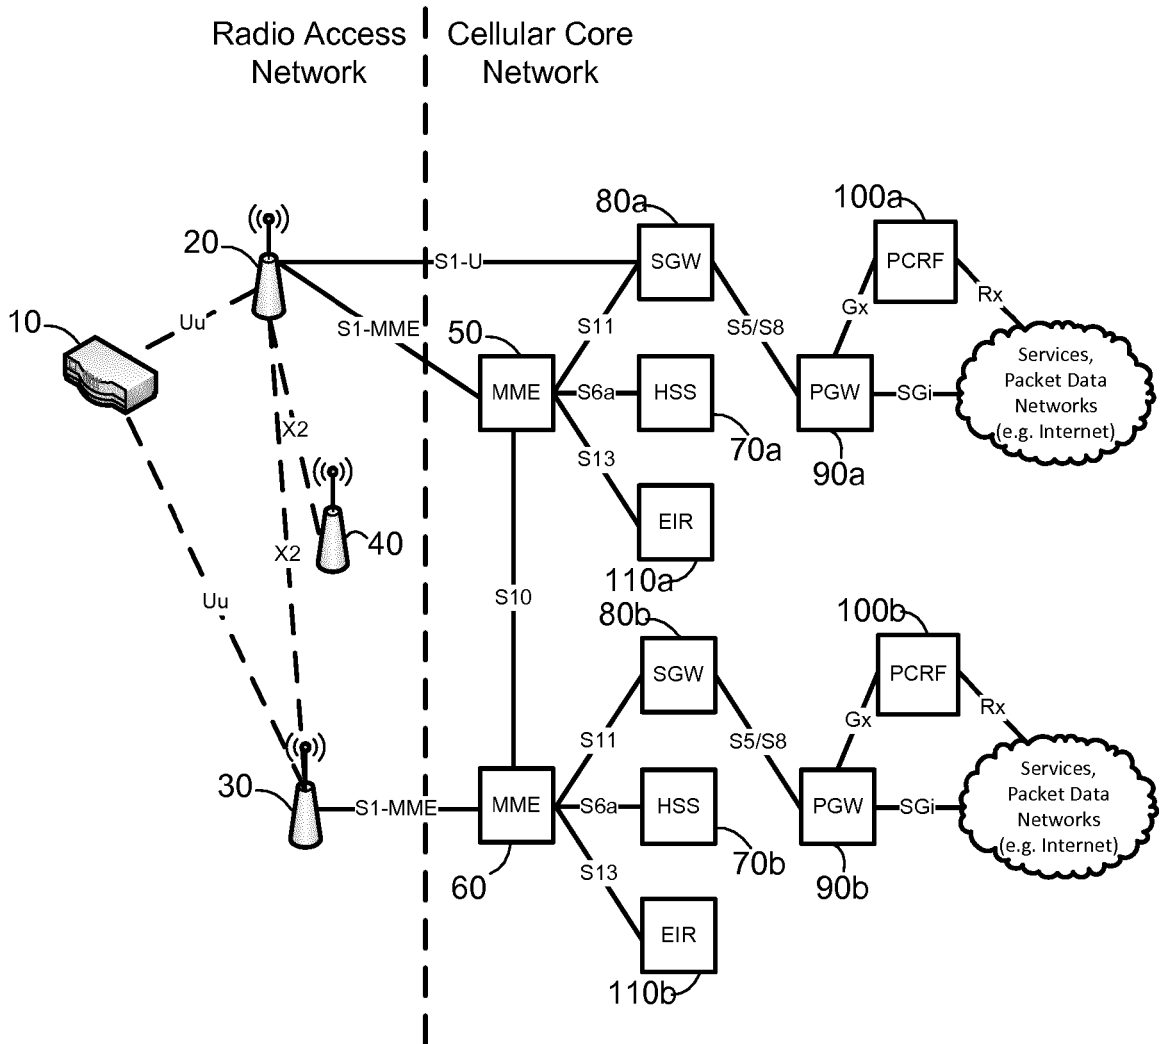 Radio Access
Network
Cellular Core
Network
80a
100a
20
SGW
PCRF
S1-U
10
Uu
S1-MME
50
S11
S5/S8
Gx
Rx
MME
S6a
HSS
PGW
SGi
Services,
Packet Data
Networks
(e.g. Internet)
X2
S13
70a
90a
EIR
40
X2
110a
Uu
S10
80b
100b
SGW
PCRF
S11
S5/S8
Gx
Rx
30
S1-MME
MME
S6a
HSS
PGW
SGi
Services,
Packet Data
Networks
(e.g. Internet)
60
S13
70b
90b
EIR
110b